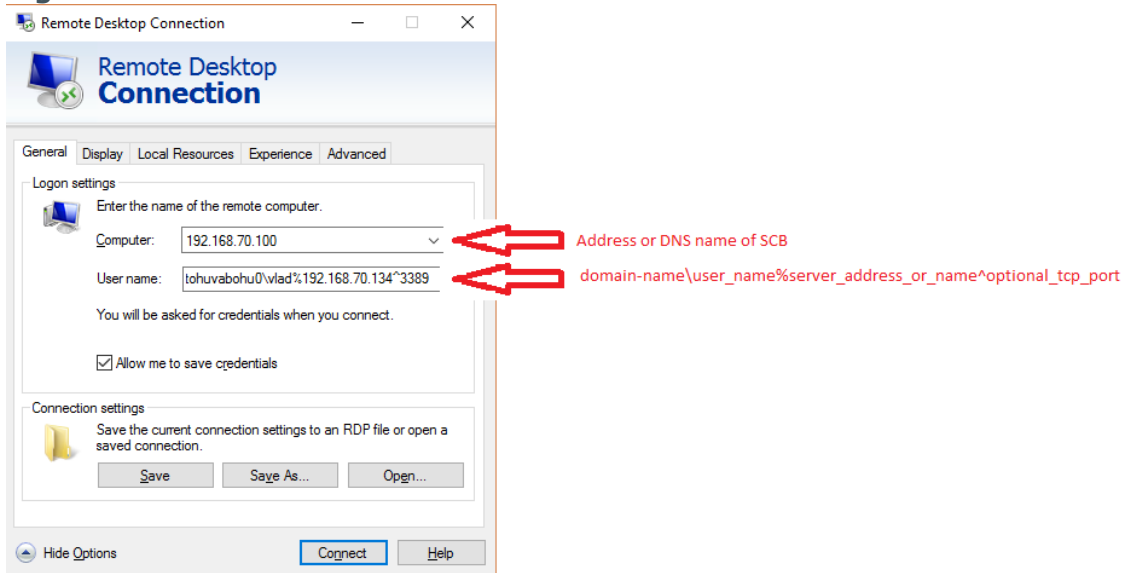 Remote Desktop Connection
Remote Desktop
Connection
General Display Local Resources Experience Advanced
Logon settings
Enter the name of the remote computer.
Computer: 192.168.70.100
Address or DNS name of SCB
User name: tohuvabohu0\vlad%192.168.70.134^3389
domain-name\user_name%server_address_or_name^optional_tcp_port
You will be asked for credentials when you connect.
Allow me to save credentials
Connection settings
Save the current connection settings to an RDP file or open a
saved connection.
Save Save As... Open...
Hide Options Connect Help